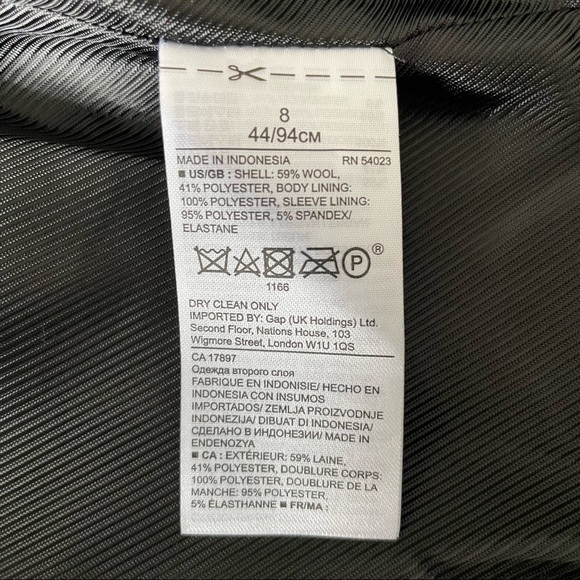 8
44/94CM
MADE IN INDONESIA RN 54023
■ US/GB : SHELL: 59% WOOL,
41% POLYESTER, BODY LINING:
100% POLYESTER, SLEEVE LINING:
95% POLYESTER, 5% SPANDEX/
ELASTANE
P ®
1166
DRY CLEAN ONLY
IMPORTED BY: Gap (UK Holdings) Ltd.
Second Floor, Nations House, 103
Wigmore Street, London W1U 1QS
CA 17897
Одежда второго слоя
FABRIQUE EN INDONISIE/ HECHO EN
INDONESIA CON INSUMOS
IMPORTADOS/ ZEMLJA PROIZVODNJE
INDONEZIJA/ DIBUAT DI INDONESIA/
СДЕЛАНО В ИНДОНЕЗИИ/ MADE IN
ENDENOZYA
■ CA : EXTÉRIEUR: 59% LAINE,
41% POLYESTER, DOUBLURE CORPS:
100% POLYESTER, DOUBLURE DE LA
MANCHE: 95% POLYESTER,
5% ÉLASTHANNE ■ FR/MA :